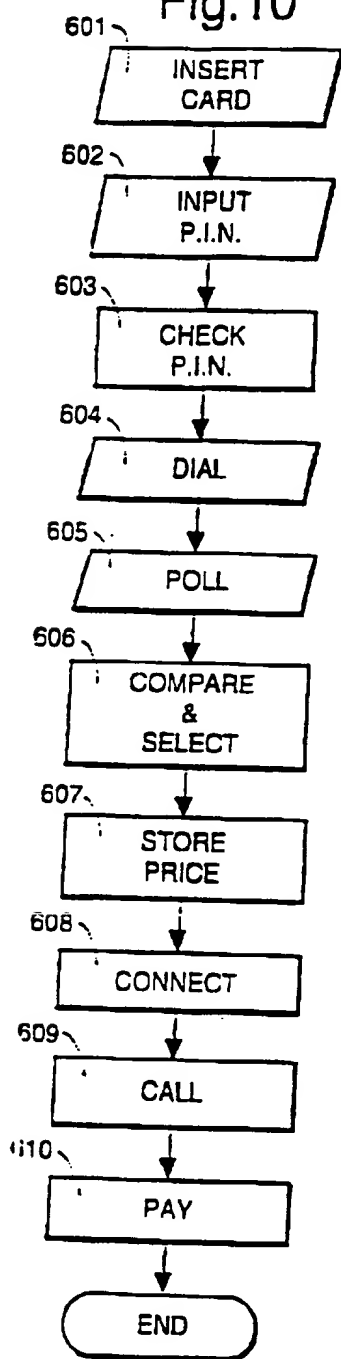 Fig.10
601
INSERT
CARD
602
INPUT
P.I.N.
603
CHECK
P.I.N.
604
DIAL
605
POLL
606
COMPARE
&
SELECT
607
STORE
PRICE
608
CONNECT
609
CALL
610
PAY
END